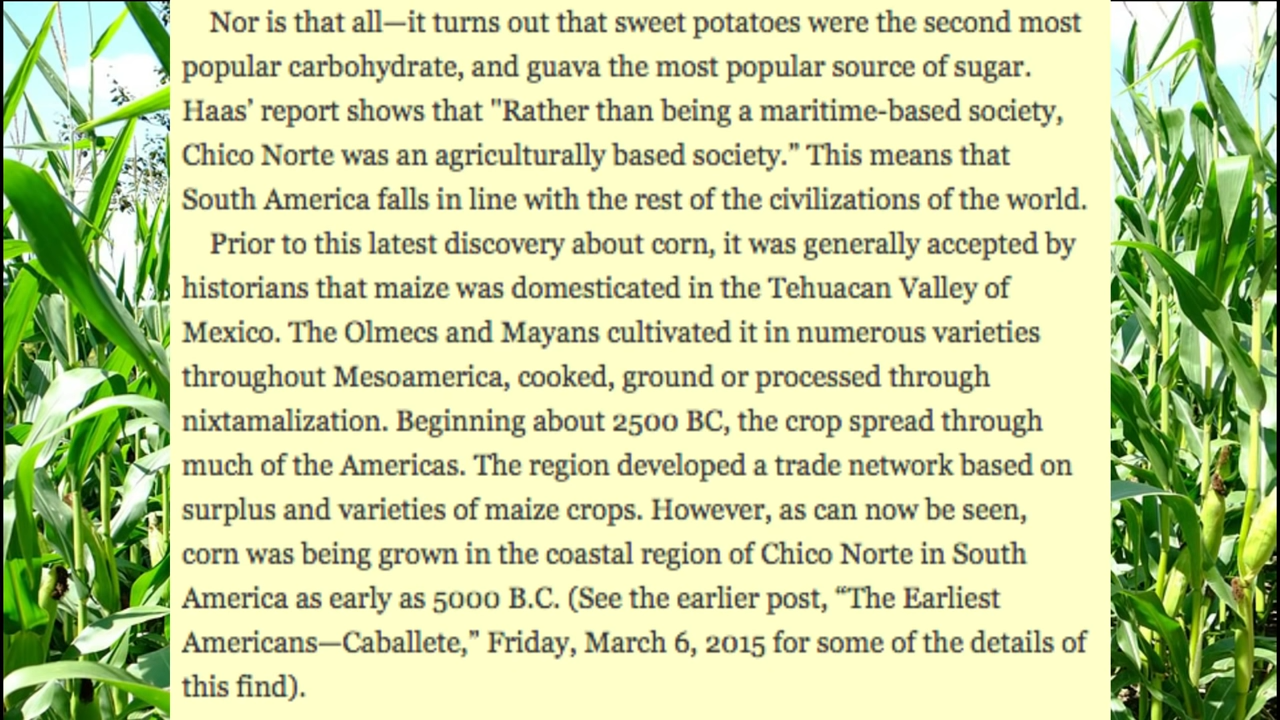 Nor is that all—it turns out that sweet potatoes were the second most
popular carbohydrate, and guava the most popular source of sugar.
Haas’ report shows that "Rather than being a maritime-based society,
Chico Norte was an agriculturally based society.” This means that
South America falls in line with the rest of the civilizations of the world.
Prior to this latest discovery about corn, it was generally accepted by
historians that maize was domesticated in the Tehuacan Valley of
Mexico. The Olmecs and Mayans cultivated it in numerous varieties
throughout Mesoamerica, cooked, ground or processed through
nixtamalization. Beginning about 2500 BC, the crop spread through
much of the Americas. The region developed a trade network based on
surplus and varieties of maize crops. However, as can now be seen,
corn was being grown in the coastal region of Chico Norte in South
America as early as 5000 B.C. (See the earlier post, “The Earliest
Americans—Caballete,” Friday, March 6, 2015 for some of the details of
this find).